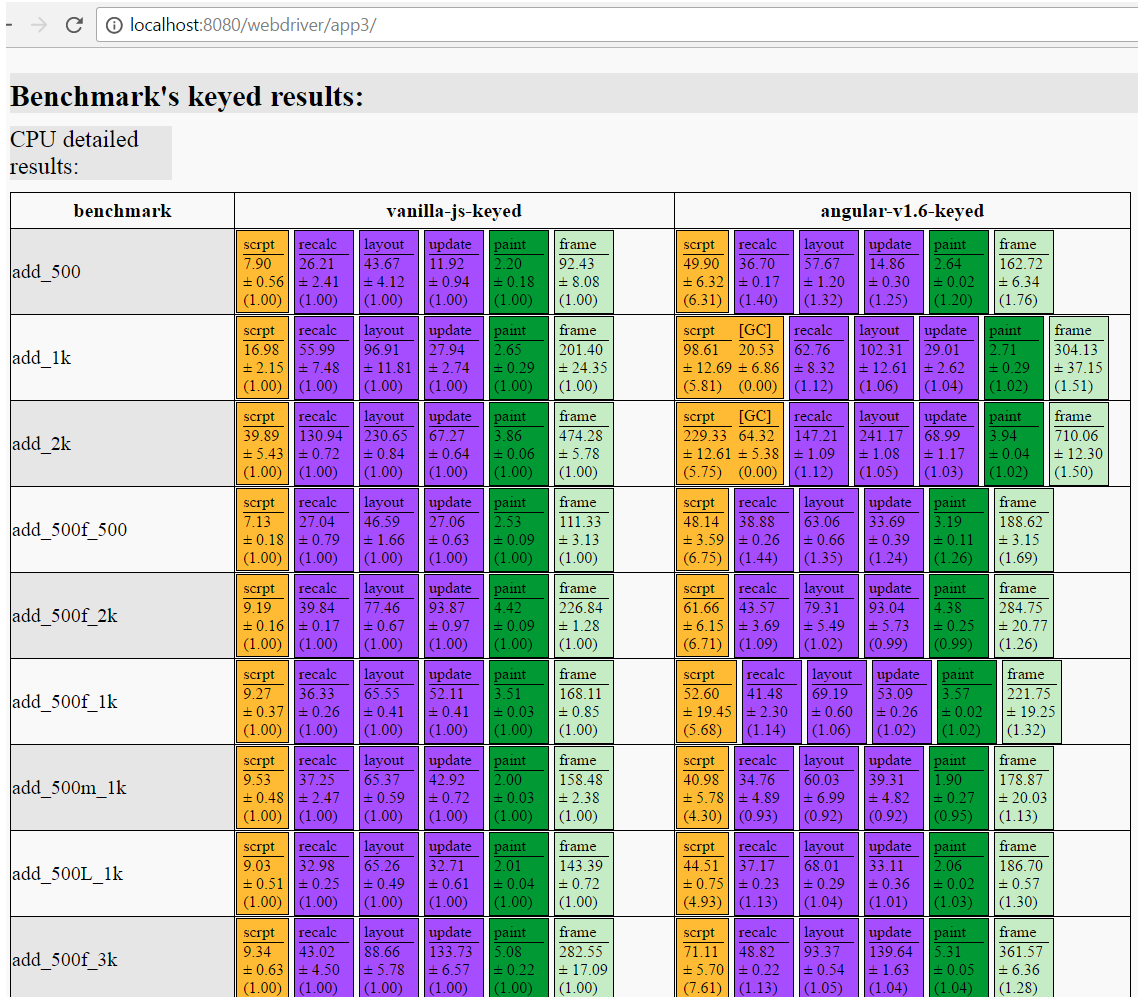 localhost:8080/webdriver/app3/
Benchmark's keyed results:
CPU detailed
results:
benchmark vanilla-js-keyed angular-v1.6-keyed
add_500
scrpt recalc layout update paint frame scrpt recalc layout update paint frame
7.90 26.21 43.67 11.92 2.20 92.43 49.90 36.70 57.67 14.86 2.64 162.72
± 0.56 ± 2.41 ± 4.12 ± 0.94 ± 0.18 ± 8.08 ± 6.32 ± 0.17 ± 1.20 ± 0.30 ± 0.02 ± 6.34
(1.00) (1.00) (1.00) (1.00) (1.00) (1.00) (6.31) (1.40) (1.32) (1.25) (1.20) (1.76)
add_1k
scrpt recalc layout update paint frame scrpt [GC] recalc layout update paint frame
16.98 55.99 96.91 27.94 2.65 201.40 98.61 20.53 62.76 102.31 29.01 2.71 304.13
± 2.15 ± 7.48 ± 11.81 ± 2.74 ± 0.29 ± 24.35 ± 12.69 ± 6.86 ± 8.32 ± 12.61 ± 2.62 ± 0.29 ± 37.15
(1.00) (1.00) (1.00) (1.00) (1.00) (1.00) (5.81) (0.00) (1.12) (1.06) (1.04) (1.02) (1.51)
add_2k
scrpt recalc layout update paint frame scrpt [GC] recalc layout update paint frame
39.89 130.94 230.65 67.27 3.86 474.28 229.33 64.32 147.21 241.17 68.99 3.94 710.06
± 5.43 ± 0.72 ± 0.84 ± 0.64 ± 0.06 ± 5.78 ± 12.61 ± 5.38 ± 1.09 ± 1.08 ± 1.17 ± 0.04 ± 12.30
(1.00) (1.00) (1.00) (1.00) (1.00) (1.00) (5.75) (0.00) (1.12) (1.05) (1.03) (1.02) (1.50)
add_500f_500
scrpt recalc layout update paint frame scrpt recalc layout update paint frame
7.13 27.04 46.59 27.06 2.53 111.33 48.14 38.88 63.06 33.69 3.19 188.62
± 0.18 ± 0.79 ± 1.66 ± 0.63 ± 0.09 ± 3.13 ± 3.59 ± 0.26 ± 0.66 ± 0.39 ± 0.11 ± 3.15
(1.00) (1.00) (1.00) (1.00) (1.00) (1.00) (6.75) (1.44) (1.35) (1.24) (1.26) (1.69)
add_500f_2k
scrpt recalc layout update paint frame scrpt recalc layout update paint frame
9.19 39.84 77.46 93.87 4.42 226.84 61.66 43.57 79.31 93.04 4.38 284.75
± 0.16 ± 0.17 ± 0.67 ± 0.97 ± 0.09 ± 1.28 ± 6.15 ± 3.69 ± 5.49 ± 5.73 ± 0.25 ± 20.77
(1.00) (1.00) (1.00) (1.00) (1.00) (1.00) (6.71) (1.09) (1.02) (0.99) (0.99) (1.26)
add_500f_1k
scrpt recalc layout update paint frame scrpt recalc layout update paint frame
9.27 36.33 65.55 52.11 3.51 168.11 52.60 41.48 69.19 53.09 3.57 221.75
± 0.37 ± 0.26 ± 0.41 ± 0.41 ± 0.03 ± 0.85 ± 19.45 ± 2.30 ± 0.60 ± 0.26 ± 0.02 ± 19.25
(1.00) (1.00) (1.00) (1.00) (1.00) (1.00) (5.68) (1.14) (1.06) (1.02) (1.02) (1.32)
add_500m_1k
scrpt recalc layout update paint frame scrpt recalc layout update paint frame
9.53 37.25 65.37 42.92 2.00 158.48 40.98 34.76 60.03 39.31 1.90 178.87
± 0.48 ± 2.47 ± 0.59 ± 0.72 ± 0.03 ± 2.38 ± 5.78 ± 4.89 ± 6.99 ± 4.82 ± 0.27 ± 20.03
(1.00) (1.00) (1.00) (1.00) (1.00) (1.00) (4.30) (0.93) (0.92) (0.92) (0.95) (1.13)
add_500L_1k
scrpt recalc layout update paint frame scrpt recalc layout update paint frame
9.03 32.98 65.26 32.71 2.01 143.39 44.51 37.17 68.01 33.11 2.06 186.70
± 0.51 ± 0.25 ± 0.49 ± 0.61 ± 0.04 ± 0.72 ± 0.75 ± 0.23 ± 0.29 ± 0.36 ± 0.02 ± 0.57
(1.00) (1.00) (1.00) (1.00) (1.00) (1.00) (4.93) (1.13) (1.04) (1.01) (1.03) (1.30)
add_500f_3k
scrpt recalc layout update paint frame scrpt recalc layout update paint frame
9.34 43.02 88.66 133.73 5.08 282.55 71.11 48.82 93.37 139.64 5.31 361.57
± 0.63 ± 4.50 ± 5.78 ± 6.57 ± 0.22 ± 17.09 ± 5.70 ± 0.22 ± 0.54 ± 1.63 ± 0.05 ± 6.36
(1.00) (1.00) (1.00) (1.00) (1.00) (1.00) (7.61) (1.13) (1.05) (1.04) (1.04) (1.28)